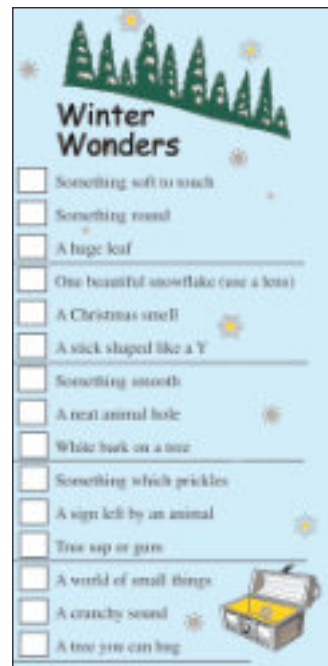 Winter
Wonders
Something soft to touch
Something round
A huge leaf
One beautiful snowflake (use a lens)
A Christmas smell
A stick shaped like a Y
Something smooth
A neat animal hole
White bark on a tree
Something which prickles
A sign left by an animal
Tree sap or gum
A world of small things
A crunchy sound
A tree you can hug